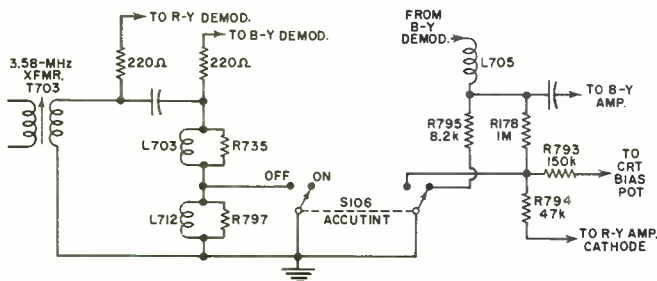 TO R-Y DEMOD.
TO B-Y DEMOD.
FROM
B-Y
DEMOD.
L705
3.58-MHz
XFMR.
T703
220Ω
220Ω
TO B-Y
AMP.
R795
8.2k
R178
1M
L703
R735
R793
150k
TO
CRT
BIAS
POT
OFF
ON
R794
47k
L712
R797
S106
ACCUTINT
TO R-Y AMP.
CATHODE